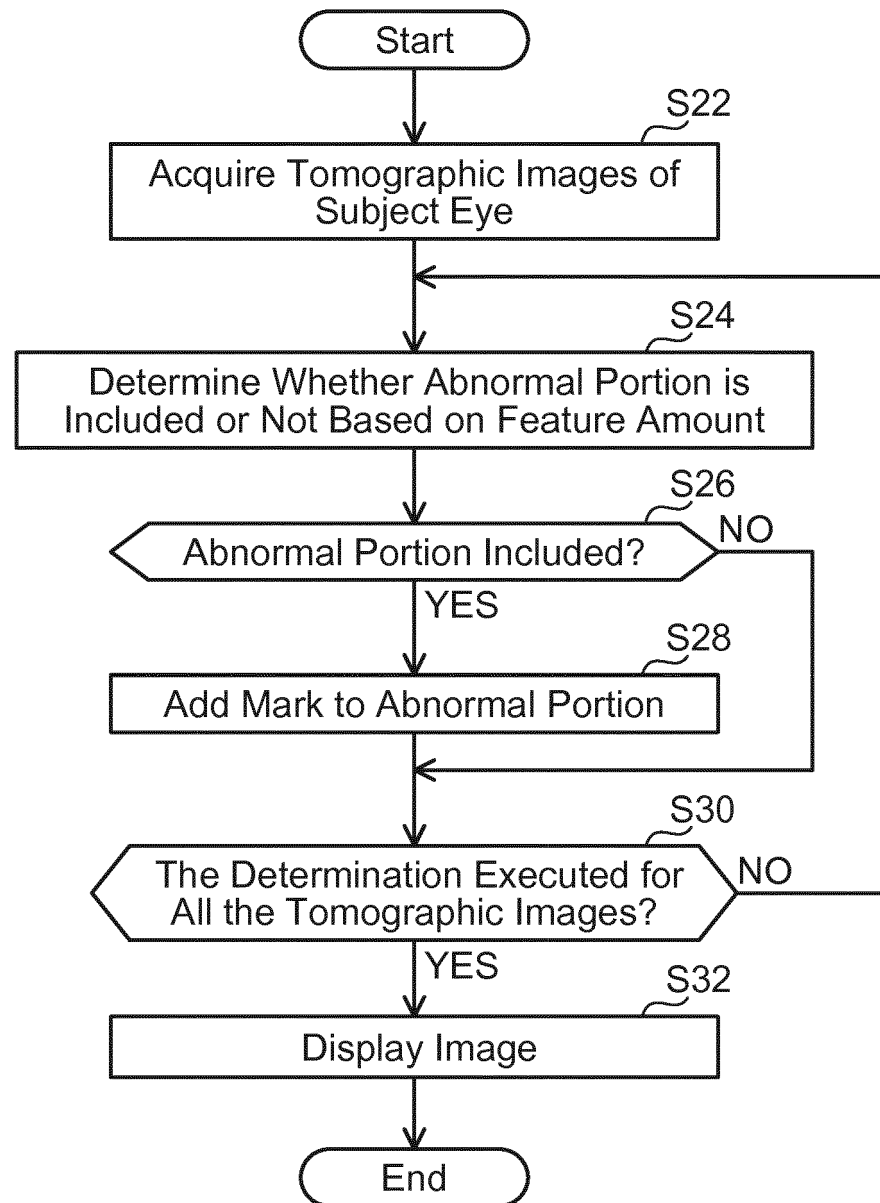 Start
S22
Acquire Tomographic Images of
Subject Eye
S24
Determine Whether Abnormal Portion is
Included or Not Based on Feature Amount
S26
Abnormal Portion Included?
NO
YES
S28
Add Mark to Abnormal Portion
S30
The Determination Executed for
All the Tomographic Images?
NO
YES
S32
Display Image
End